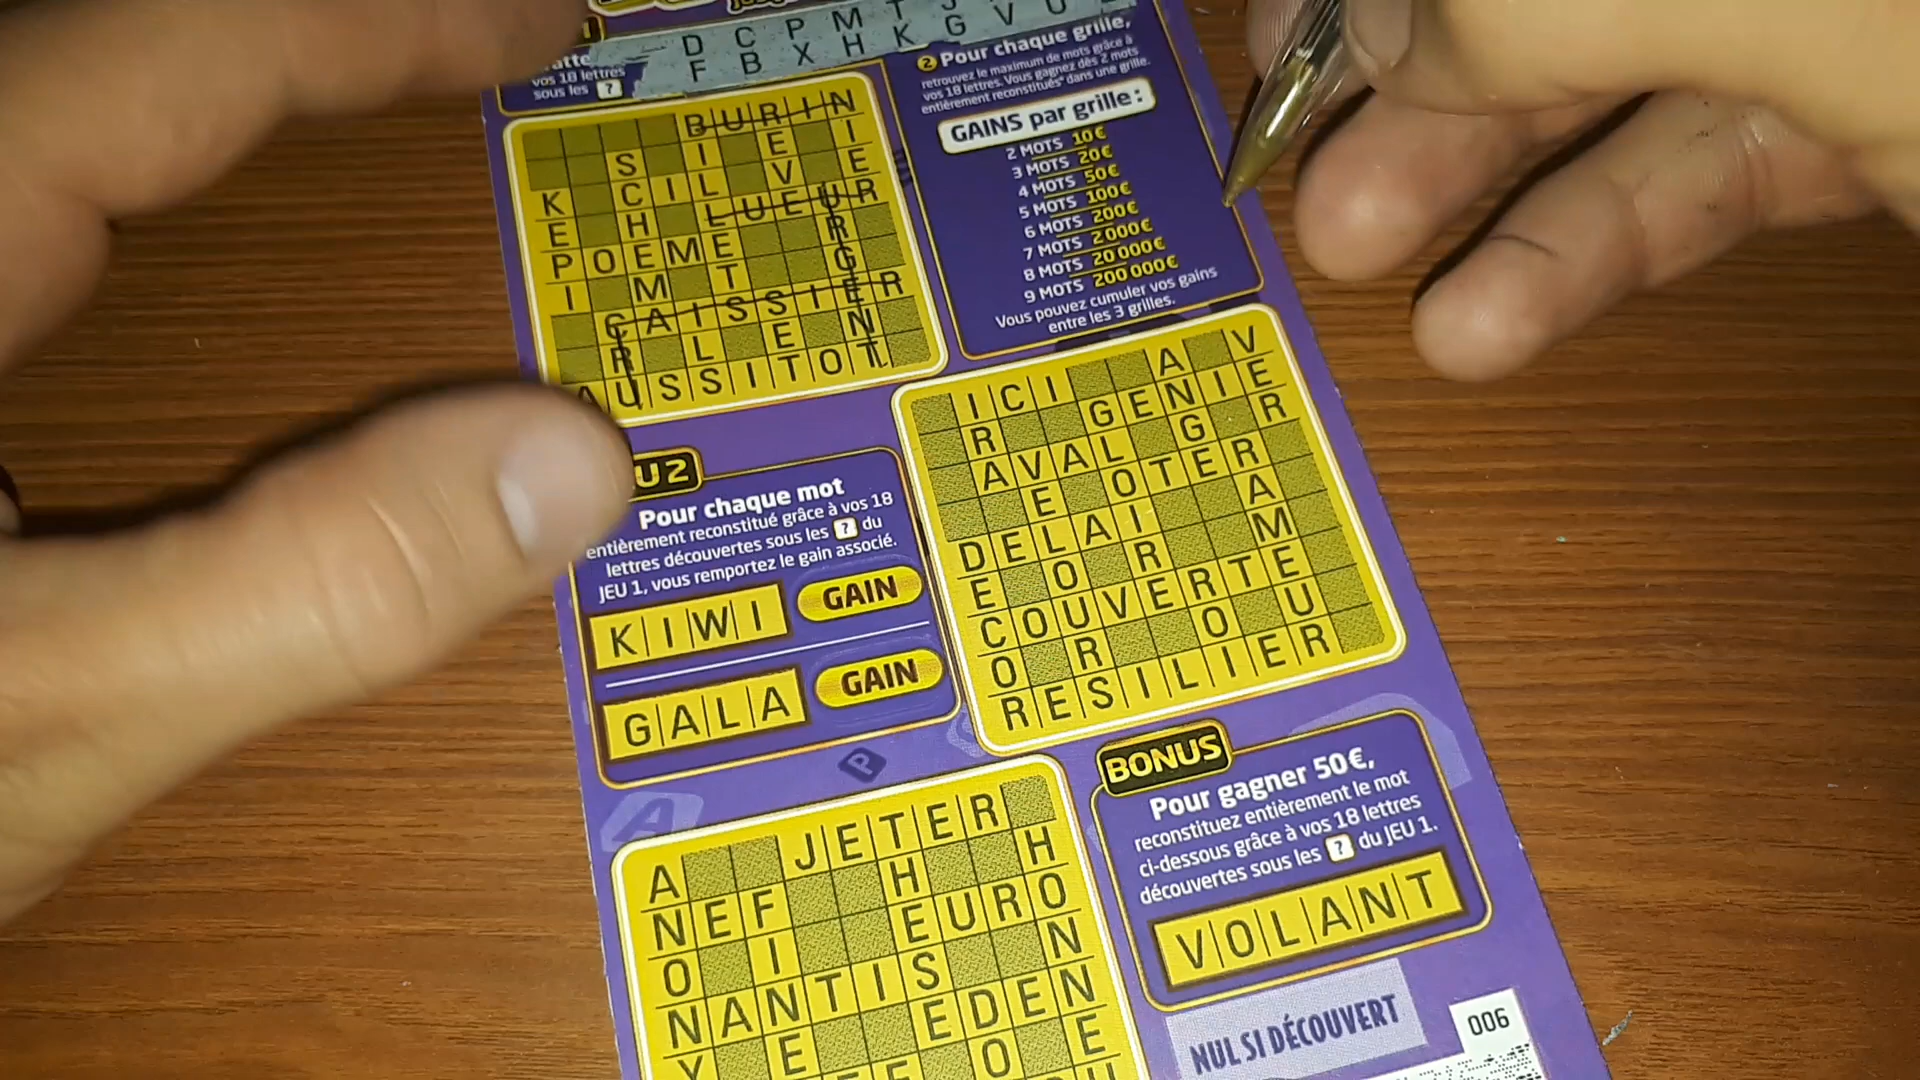 D C P M T
F B X H K G V
vos 18 lettres
sous les ?
BURIN
S I E I
C I L V E
K H LUEUR
E R
POEME G
I M T E
CAISSIER
R L E N
AUSSITOT
2 Pour chaque grille,
retrouvez le maximum de mots grâce à
vos 18 lettres. Vous gagnez dès 2 mots
entièrement reconstitués* dans une grille.
GAINS par grille :
2 MOTS 10€
3 MOTS 20€
4 MOTS 50€
5 MOTS 100€
6 MOTS 200€
7 MOTS 2 000€
8 MOTS 20 000€
9 MOTS 200 000€
Vous pouvez cumuler vos gains
entre les 3 grilles.
ICI A V
R GENIE
AVAL G R
E OTER
DELAI A
E O R M
COUVERTE
O R O U
RESILIER
U2
Pour chaque mot
entièrement reconstitué grâce à vos 18
lettres découvertes sous les ? du
JEU 1, vous remportez le gain associé.
KIWI GAIN
GALA GAIN
P
A
A JETER
NEF H H
O I EURO
NANTIS N
Y E EDEN
O E
BONUS
Pour gagner 50€,
reconstituez entièrement le mot
ci-dessous grâce à vos 18 lettres
découvertes sous les ? du JEU 1.
VOLANT
NUL SI DÉCOUVERT
006